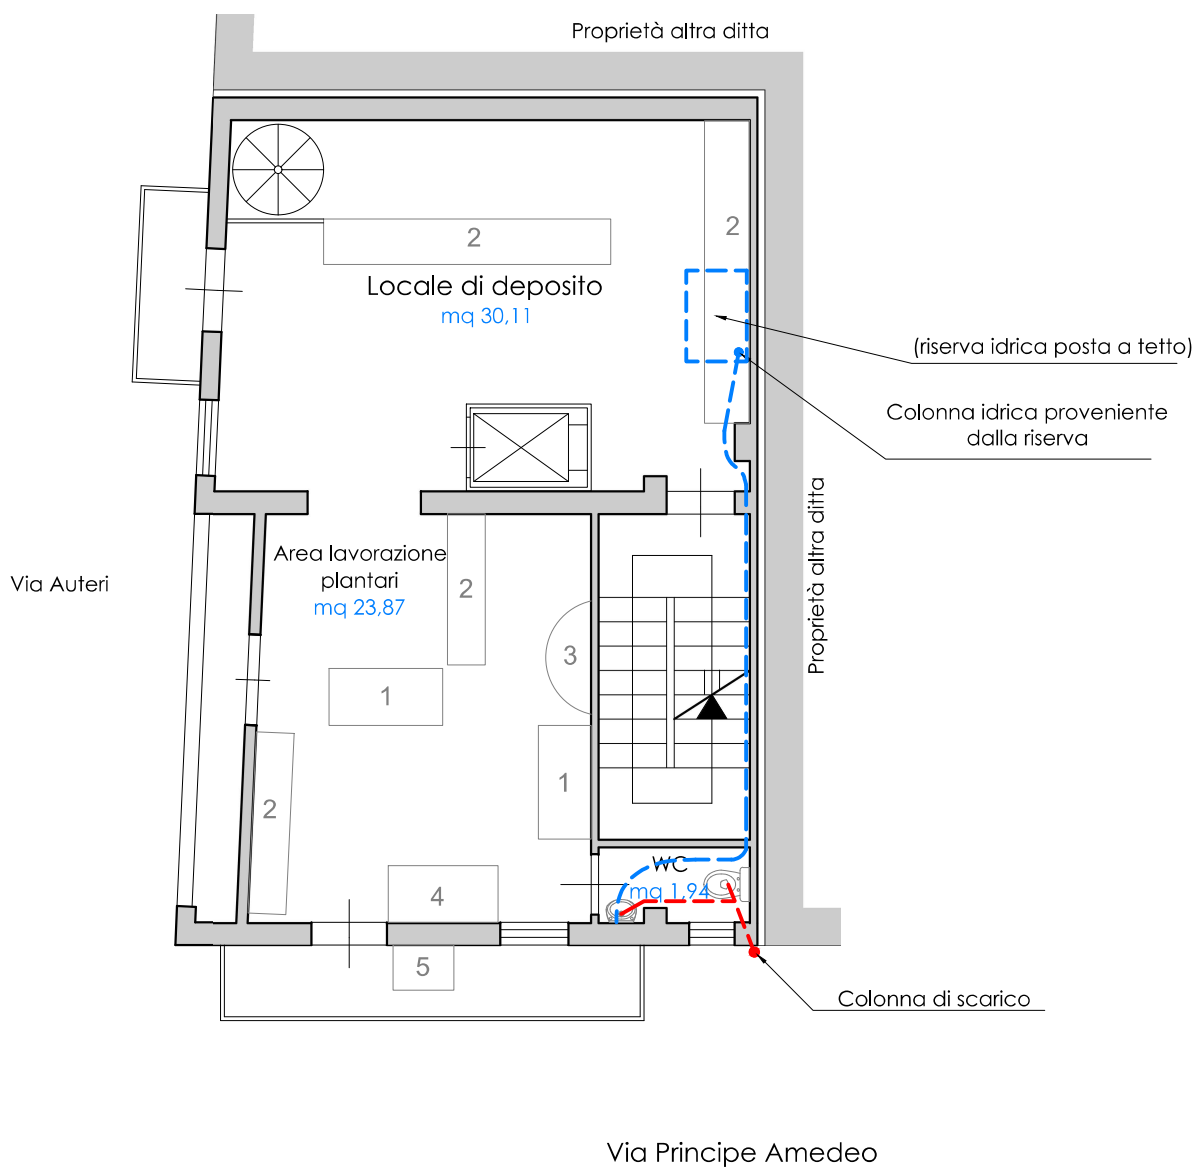 Proprietà altra ditta
2
2
Locale di deposito
mq 30,11
(riserva idrica posta a tetto)
Colonna idrica proveniente
dalla riserva
Proprietà altra ditta
Via Auteri
Area lavorazione
plantari
mq 23,87
2
3
1
1
2
4
WC
mq 1,94
5
Colonna di scarico
Via Principe Amedeo